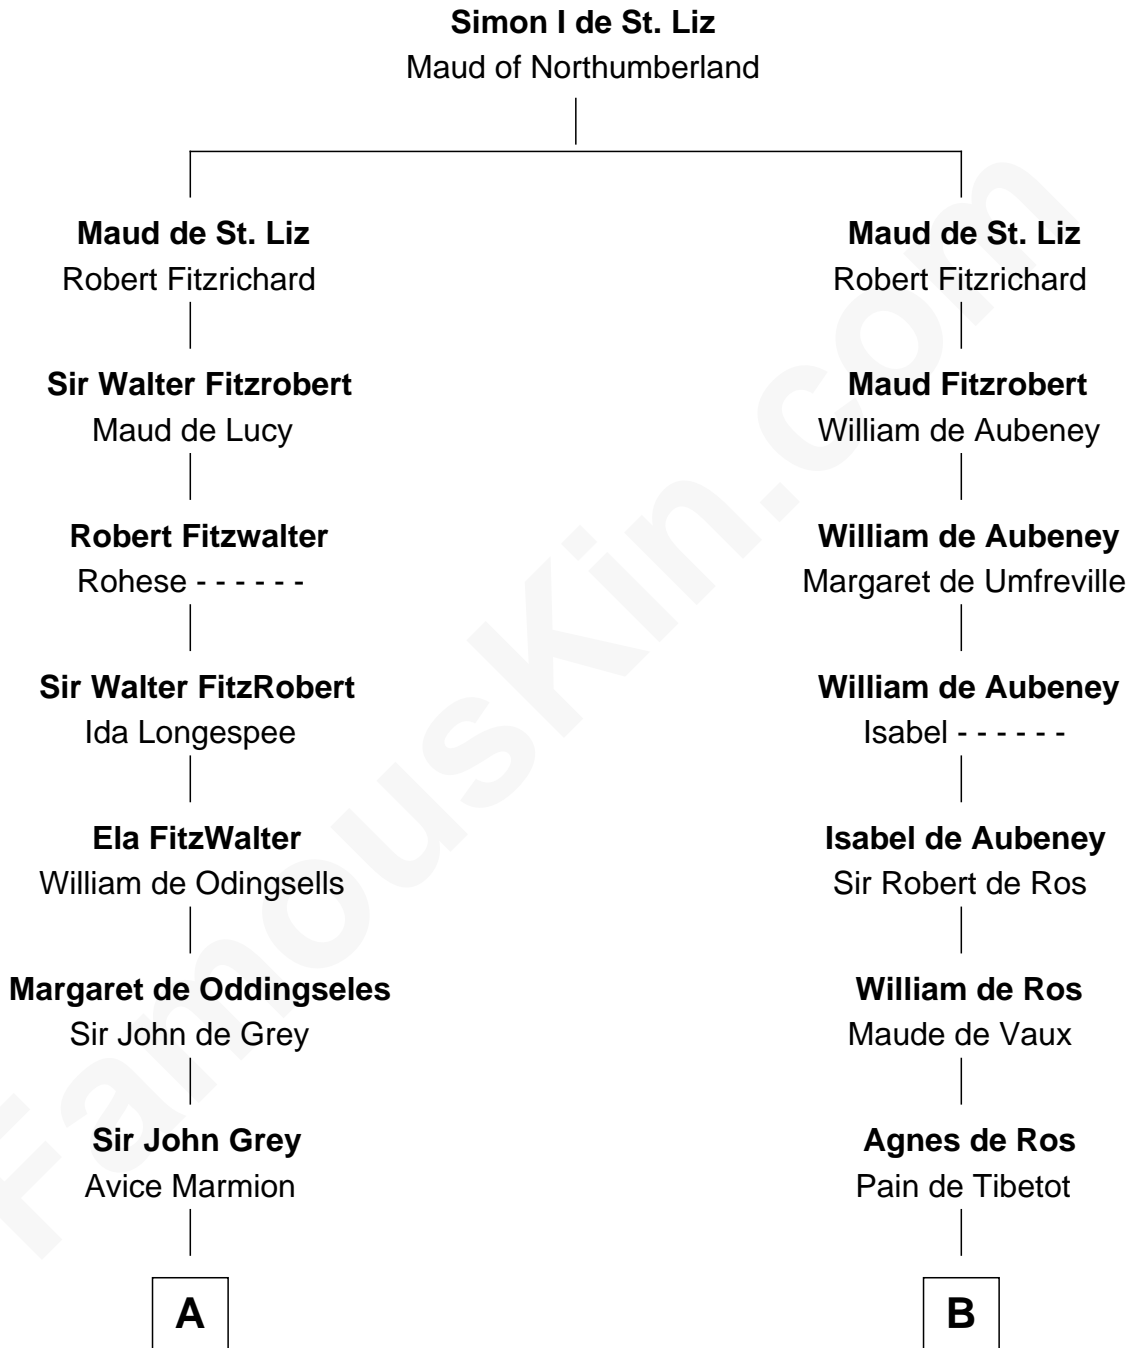 Simon I de St. Liz
Maud of Northumberland
Maud de St. Liz
Robert Fitzrichard
Maud de St. Liz
Robert Fitzrichard
Sir Walter Fitzrobert
Maud de Lucy
Maud Fitzrobert
William de Aubeney
Robert Fitzwalter
Rohese - - - - - -
William de Aubeney
Margaret de Umfreville
Sir Walter FitzRobert
Ida Longespee
William de Aubeney
Isabel - - - - - -
Ela FitzWalter
William de Odingsells
Isabel de Aubeney
Sir Robert de Ros
Margaret de Oddingseles
Sir John de Grey
William de Ros
Maude de Vaux
Sir John Grey
Avice Marmion
Agnes de Ros
Pain de Tibetot
A
B
FamousKin.com